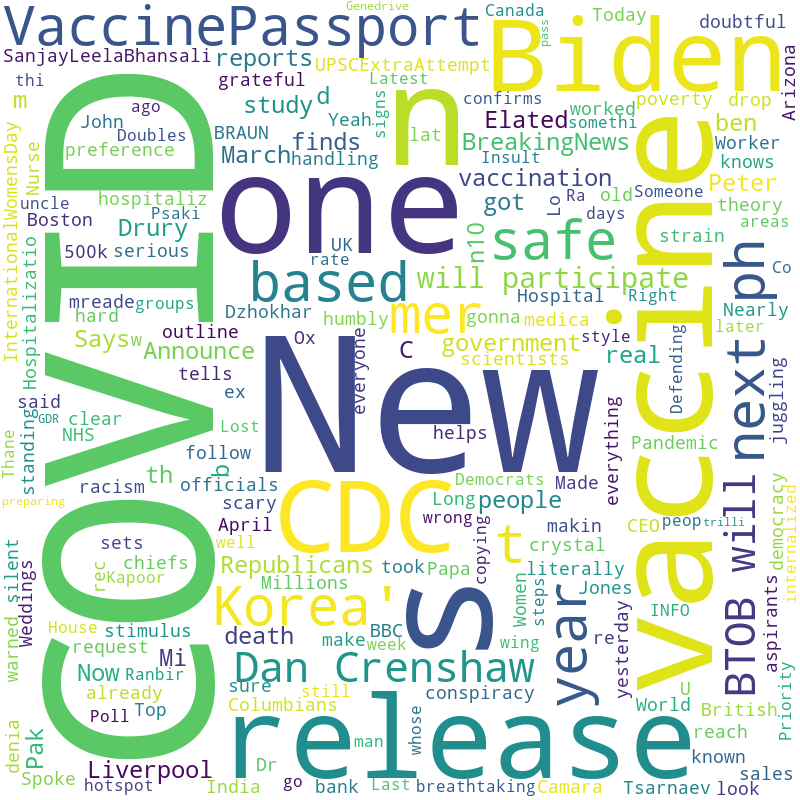 Genedrive
VaccinePassport
Canada
Today
doubtful
SanjayLeelaBhansali
reports
UPSCExtraAttempt
Biden
pass
Arizona
thi
grateful
Latest
m
ago
study
d
signs
n
confirms
worked
poverty
drop
John
Doubles
BRAUN
Yeah
lat
Elated
somethi
ben
preference
March
finds
handling
BreakingNews
Insult
Worker
knows
InternationalWomensDay
Nurse
uncle
hospitaliz
one
vaccination
got
Lo
Ra
days
old
Someone
Peter
theory
areas
Boston
Psaki
Drury
500k
serious
UK
rate
n10
safe
strain
COVID
vaccine
Hospitalizatio
mreade
groups
hard
based
will participate
Hospital
Right
next
ph
Co
Nearly
later
Dzhokhar
humbly
mer
gonna
medica
Says
w
outline
Announce
Ox
everyone
C
government
scientists
style
real
Defending
juggling
tells
ex
New
said
standing
GDR
clear
NHS
th
b
follow
Lost
helps
everything
Pandemic
Thane
racism
officials
scary
CDC
Democrats
Long
people
Made
preparing
sets
April
wrong
copying
t
makin
CEO
peop
trilli
democracy
internalized
warned
silent
Weddings
rec
chiefs
Kapoor
well
Republicans
took
Papa
crystal
literally
INFO
BTOB
will
aspirants
House
stimulus
Millions
Korea'
s
Women
steps
Jones
request
death
make
BBC
week
wing
year
re
yesterday
Now
Ranbir
Mi
Dan Crenshaw
already
sure
still
conspiracy
World
U
British
Priority
denia
Pak
Poll
Top
Columbians
release
whose
reach
known
Liverpool
man
Spoke
hotspot
India
Dr
go
bank
Last
breathtaking
Camara
Tsarnaev
look
sales